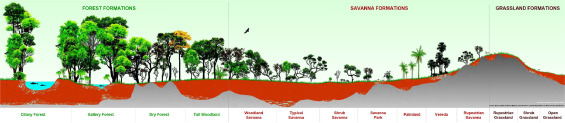 FOREST FORMATIONS SAVANNA FORMATIONS GRASSLAND FORMATIONS
Ciliary Forest Gallery Forest Dry Forest Tall Woodland Woodland Savanna Typical Savanna Shrub Savanna Savanna Park Palmland Vereda Rupestrian Savanna Rupestrian Grassland Shrub Grassland Open Grassland